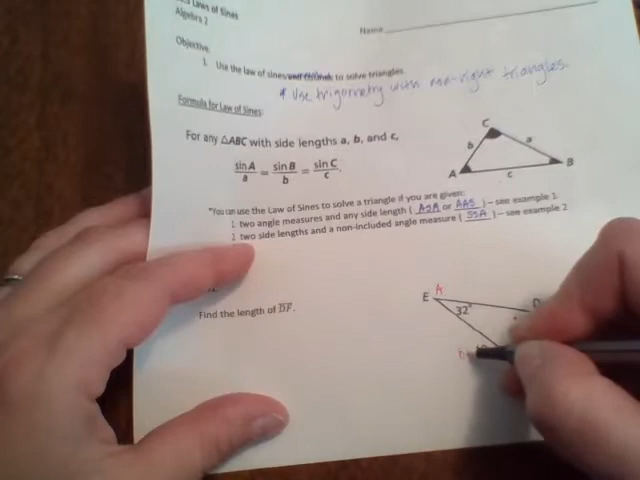 Laws of Sines
Algebra 2
Name
Objective
1. Use the law of sines to solve triangles.
* Use trigometry with non-right triangles.
Formula for Law of Sines:
For any △ABC with side lengths a, b, and c,
sin A / a = sin B / b = sin C / c.
C
b
a
A
c
B
*You can use the Law of Sines to solve a triangle if you are given:
1. two angle measures and any side length ( ASA or AAS ) – see example 1
2. two side lengths and a non-included angle measure ( SSA ) – see example 2
A
E
D
32°
Find the length of DF.